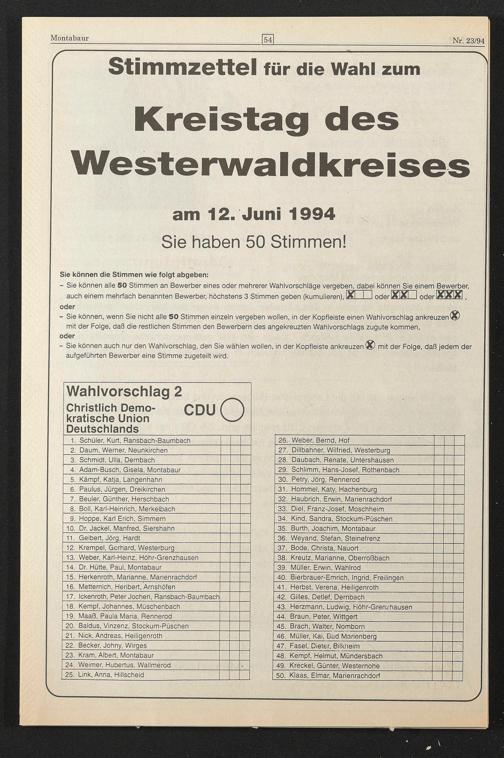 Montabaur
54
Nr. 23/94
Stimmzettel für die Wahl zum
Kreistag des
Westerwaldkreises
am 12. Juni 1994
Sie haben 50 Stimmen!
Sie können die Stimmen wie folgt abgeben:
– Sie können alle 50 Stimmen an Bewerber eines oder mehrerer Wahlvorschläge vergeben, dabei können Sie einem Bewerber,
auch einem mehrfach benannten Bewerber, höchstens 3 Stimmen geben (kumulieren), X oder XX oder XXX,
oder
– Sie können, wenn Sie nicht alle 50 Stimmen einzeln vergeben wollen, in der Kopfleiste einen Wahlvorschlag ankreuzen X
mit der Folge, daß die restlichen Stimmen den Bewerbern des angekreuzten Wahlvorschlags zugute kommen,
oder
– Sie können auch nur den Wahlvorschlag, den Sie wählen wollen, in der Kopfleiste ankreuzen X mit der Folge, daß jedem der
aufgeführten Bewerber eine Stimme zugeteilt wird.
Wahlvorschlag 2
Christlich Demo-
kratische Union
Deutschlands
CDU
1. Schüler, Kurt, Ransbach-Baumbach
2. Daum, Werner, Neunkirchen
3. Schmidt, Ulla, Dernbach
4. Adam-Busch, Gisela, Montabaur
5. Kämpf, Katja, Langenhahn
6. Paulus, Jürgen, Dreikirchen
7. Beuler, Günther, Herschbach
8. Boll, Karl-Heinrich, Merkelbach
9. Hoppe, Karl Erich, Simmern
10. Dr. Jackel, Manfred, Siershahn
11. Geibert, Jörg, Hardt
12. Krempel, Gorhard, Westerburg
13. Weber, Karl-Heinz, Höhr-Grenzhausen
14. Dr. Hütte, Paul, Montabaur
15. Herkenroth, Marianne, Marienrachdorf
16. Metternich, Heribert, Arnshöfen
17. Ickenroth, Peter Jochen, Ransbach-Baumbach
18. Kempf, Johannes, Müschenbach
19. Maaß, Paula Maria, Rennerod
20. Baldus, Vinzenz, Stockum-Püschen
21. Nick, Andreas, Heiligenroth
22. Becker, Johny, Wirges
23. Kram, Albert, Montabaur
24. Weimer, Hubertus, Wallmerod
25. Link, Anna, Hillscheid
26. Weber, Bernd, Hof
27. Dillbahner, Wilfried, Westerburg
28. Daubach, Renate, Untershausen
29. Schlimm, Hans-Josef, Rothenbach
30. Petry, Jörg, Rennerod
31. Hommel, Katy, Hachenburg
32. Haubrich, Erwin, Marienrachdorf
33. Diel, Franz-Josef, Moschheim
34. Kind, Sandra, Stockum-Püschen
35. Burth, Joachim, Montabaur
36. Weyand, Stefan, Steinefrenz
37. Bode, Christa, Nauort
38. Kreutz, Marianne, Oberroßbach
39. Müller, Erwin, Wahlrod
40. Bierbrauer-Emrich, Ingrid, Freilingen
41. Herbst, Verena, Heiligenroth
42. Gilles, Detlef, Dernbach
43. Herzmann, Ludwig, Höhr-Grenzhausen
44. Braun, Peter, Wittgert
45. Brach, Walter, Nomborn
46. Müller, Kai, Bad Marienberg
47. Fasel, Dieter, Bilkheim
48. Kempf, Helmut, Mündersbach
49. Kreckel, Günter, Westernohe
50. Klaas, Elmar, Marienrachdorf